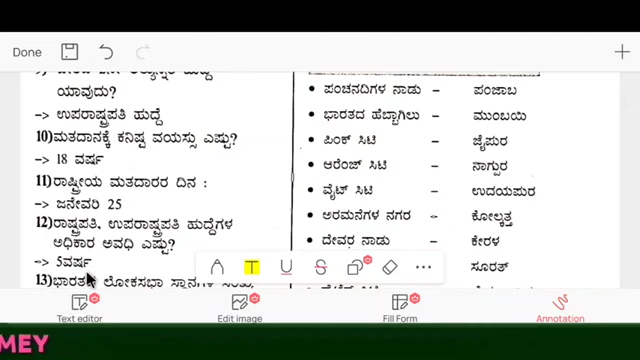 Done
ಯಾವುದು?
-> ಉಪರಾಷ್ಟ್ರಪತಿ ಹುದ್ದೆ
10) ಮತದಾನಕ್ಕೆ ಕನಿಷ್ಟ ವಯಸ್ಸು ಎಷ್ಟು?
-> 18 ವರ್ಷ
11) ರಾಷ್ಟ್ರೀಯ ಮತದಾರರ ದಿನ :
-> ಜನೇವರಿ 25
12) ರಾಷ್ಟ್ರಪತಿ, ಉಪರಾಷ್ಟ್ರಪತಿ ಹುದ್ದೆಗಳ
ಅಧಿಕಾರ ಅವಧಿ ಎಷ್ಟು?
-> 5ವರ್ಷ
13) ಲೋಕಸಭಾ
• ಪಂಚನದಿಗಳ ನಾಡು – ಪಂಜಾಬ
• ಭಾರತದ ಹೆಬ್ಬಾಗಿಲು – ಮುಂಬಯಿ
• ಪಿಂಕ್ ಸಿಟಿ – ಜೈಪುರ
• ಆರೆಂಜ್ ಸಿಟಿ – ನಾಗ್ಪುರ
• ವೈಟ್ ಸಿಟಿ – ಉದಯಪುರ
• ಅರಮನೆಗಳ ನಗರ – ಕೋಲ್ಕತ್ತ
• ದೇವರ ನಾಡು – ಕೇರಳ
ಸೂರತ್
Text editor
Edit image
Fill Form
Annotation
MEY